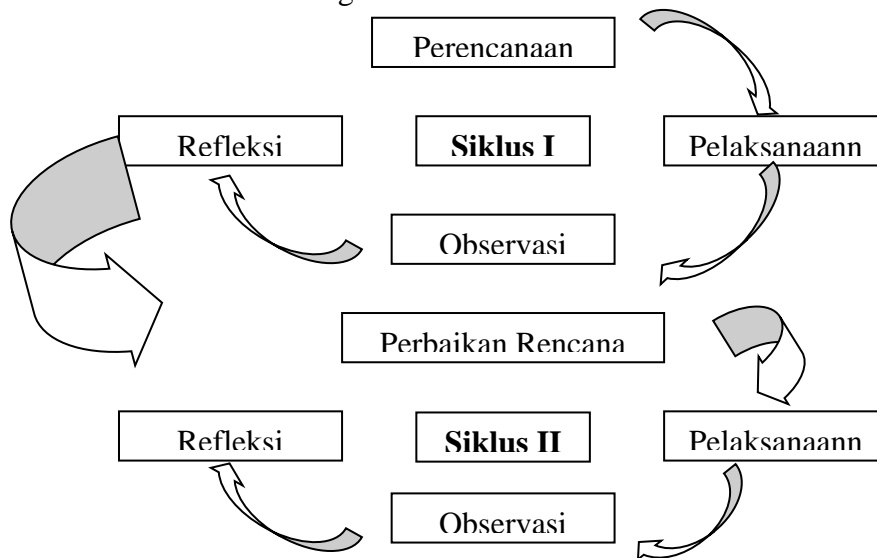 g
Perencanaan
Refleksi
Siklus I
Pelaksanaann
Observasi
Perbaikan Rencana
Refleksi
Siklus II
Pelaksanaann
Observasi